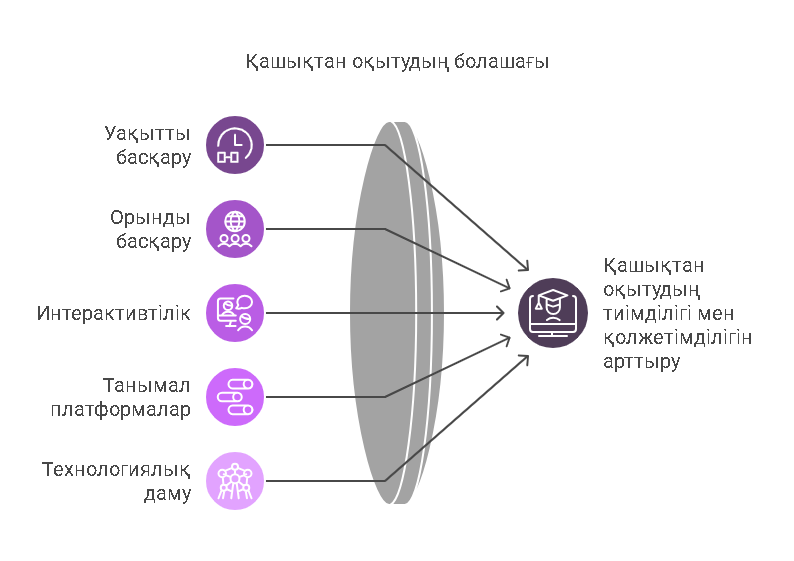 Қашықтан оқытудың болашағы
Уақытты
басқару
Орынды
басқару
Интерактивтілік
Танымал
платформалар
Технологиялық
даму
Қашықтан
оқытудың
тиімділігі мен
қолжетімділігін
арттыру